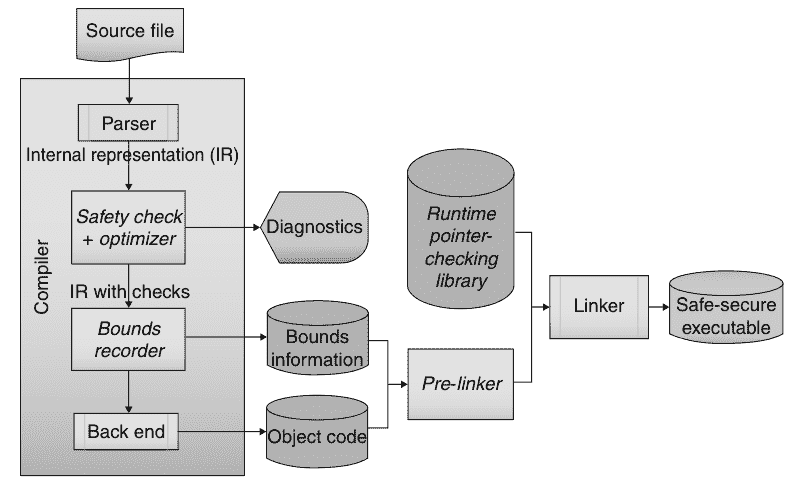 Source file
Parser
Internal representation (IR)
Safety check
+ optimizer
Diagnostics
Compiler
IR with checks
Bounds
recorder
Bounds
information
Back end
Object code
Runtime
pointer-
checking
library
Pre-linker
Linker
Safe-secure
executable